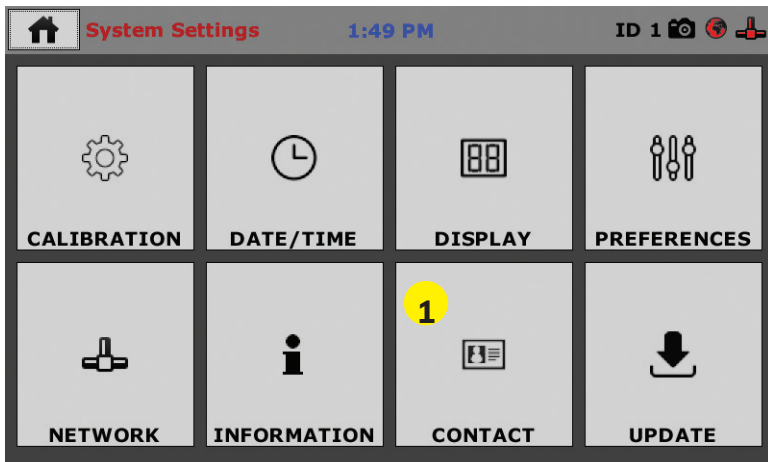 System Settings 1:49 PM ID 1
CALIBRATION DATE/TIME DISPLAY PREFERENCES
1
NETWORK INFORMATION CONTACT UPDATE